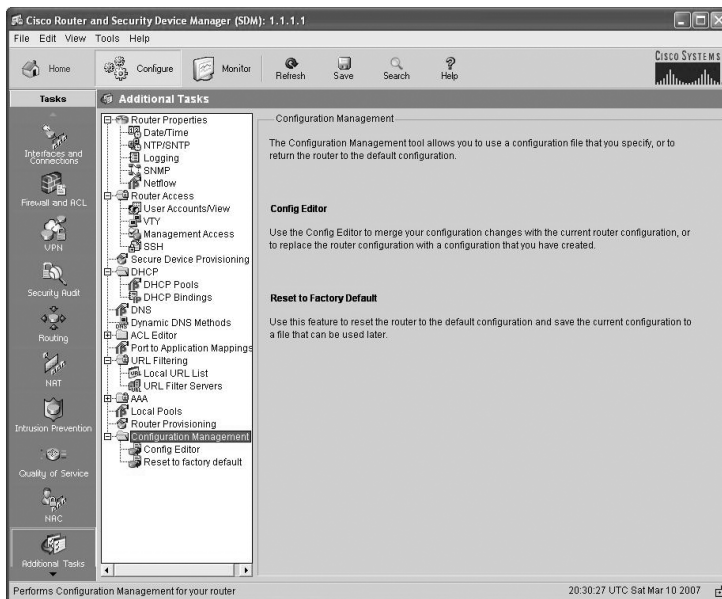 Cisco Router and Security Device Manager (SDM): 1.1.1.1
File Edit View Tools Help
Home
Configure
Monitor
Refresh
Save
Search
Help
CISCO SYSTEMS
Tasks
Additional Tasks
Interfaces and
Connections
Firewall and ACL
VPN
Security Audit
Routing
NAT
Intrusion Prevention
Quality of Service
NAC
Additional Tasks
Router Properties
Date/Time
NTP/SNTP
Logging
SNMP
Netflow
Router Access
User Accounts/View
VTY
Management Access
SSH
Secure Device Provisioning
DHCP
DHCP Pools
DHCP Bindings
DNS
Dynamic DNS Methods
ACL Editor
Port to Application Mappings
URL Filtering
Local URL List
URL Filter Servers
AAA
Local Pools
Router Provisioning
Configuration Management
Config Editor
Reset to factory default
Configuration Management
The Configuration Management tool allows you to use a configuration file that you specify, or to
return the router to the default configuration.
Config Editor
Use the Config Editor to merge your configuration changes with the current router configuration, or
to replace the router configuration with a configuration that you have created.
Reset to Factory Default
Use this feature to reset the router to the default configuration and save the current configuration to
a file that can be used later.
Performs Configuration Management for your router
20:30:27 UTC Sat Mar 10 2007